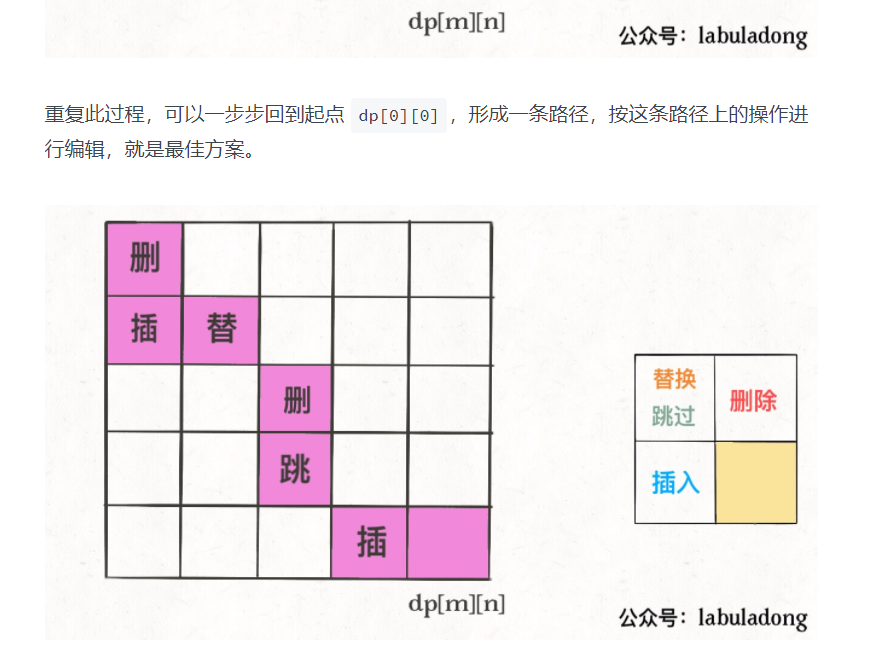 dp[m][n]
公众号：labuladong
重复此过程，可以一步步回到起点 dp[0][0] ，形成一条路径，按这条路径上的操作进
行编辑，就是最佳方案。
删
插 替
删
跳
插
替换
跳过
删除
插入
dp[m][n]
公众号：labuladong